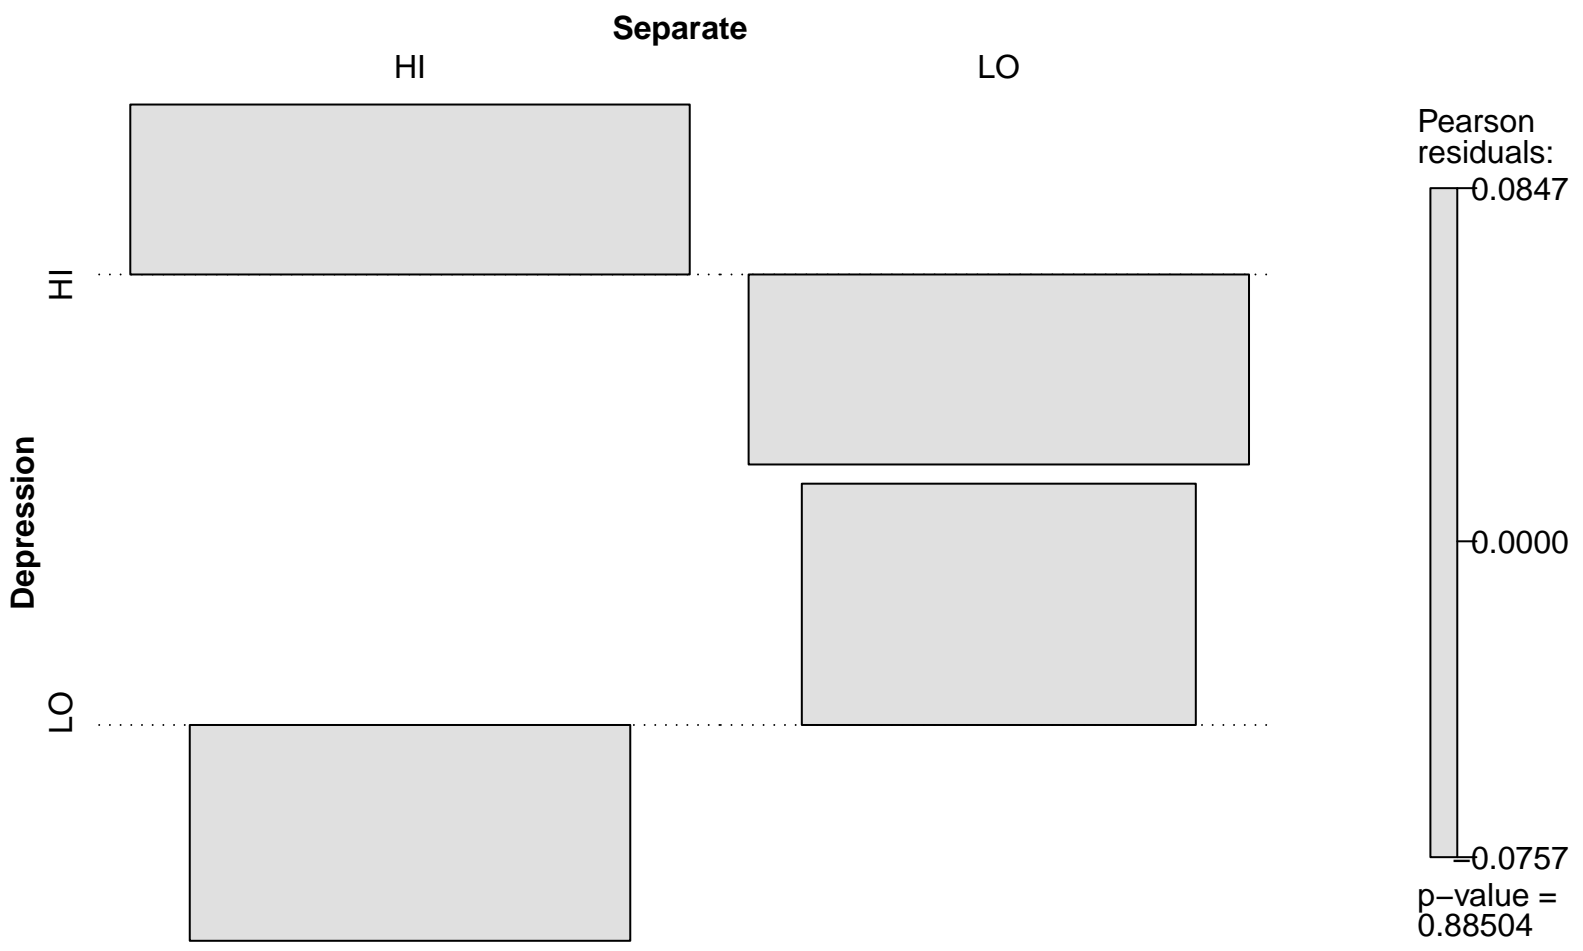 Separate
HI
LO
Depression
HI
LO
Pearson
residuals:
0.0847
0.0000
−0.0757
p−value =
0.88504